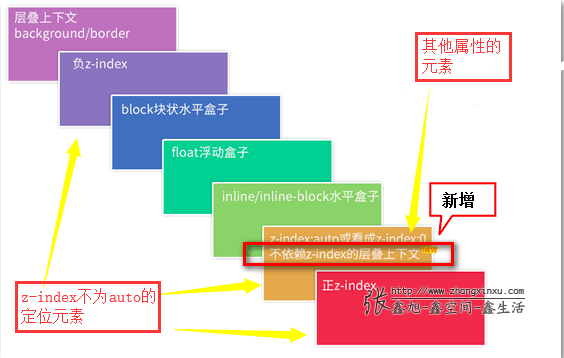 层叠上下文
background/border
其他属性的
元素
负z-index
block块状水平盒子
float浮动盒子
inline/inline-block水平盒子
新增
z-index:auto或看成z-index:0
不依赖z-index的层叠上下文
new
z-index不为auto的
定位元素
正z-index
http://www.zhangxinxu.com
张鑫旭-鑫空间-鑫生活